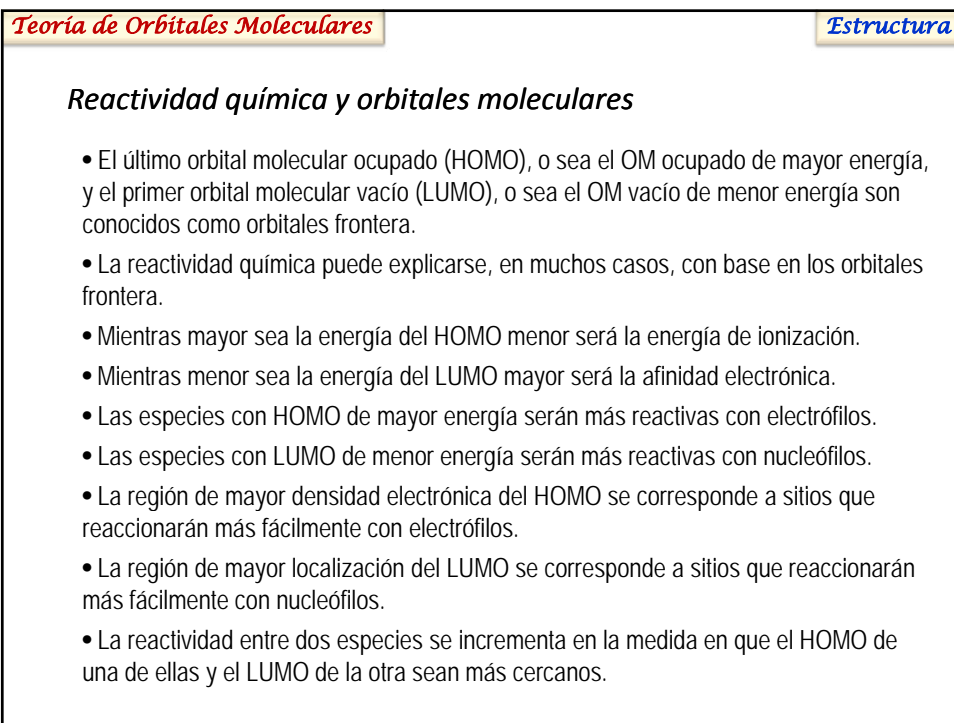 Teoría de Orbitales Moleculares
Estructura
Reactividad química y orbitales moleculares
• El último orbital molecular ocupado (HOMO), o sea el OM ocupado de mayor energía,
y el primer orbital molecular vacío (LUMO), o sea el OM vacío de menor energía son
conocidos como orbitales frontera.
• La reactividad química puede explicarse, en muchos casos, con base en los orbitales
frontera.
• Mientras mayor sea la energía del HOMO menor será la energía de ionización.
• Mientras menor sea la energía del LUMO mayor será la afinidad electrónica.
• Las especies con HOMO de mayor energía serán más reactivas con electrófilos.
• Las especies con LUMO de menor energía serán más reactivas con nucleófilos.
• La región de mayor densidad electrónica del HOMO se corresponde a sitios que
reaccionarán más fácilmente con electrófilos.
• La región de mayor localización del LUMO se corresponde a sitios que reaccionarán
más fácilmente con nucleófilos.
• La reactividad entre dos especies se incrementa en la medida en que el HOMO de
una de ellas y el LUMO de la otra sean más cercanos.